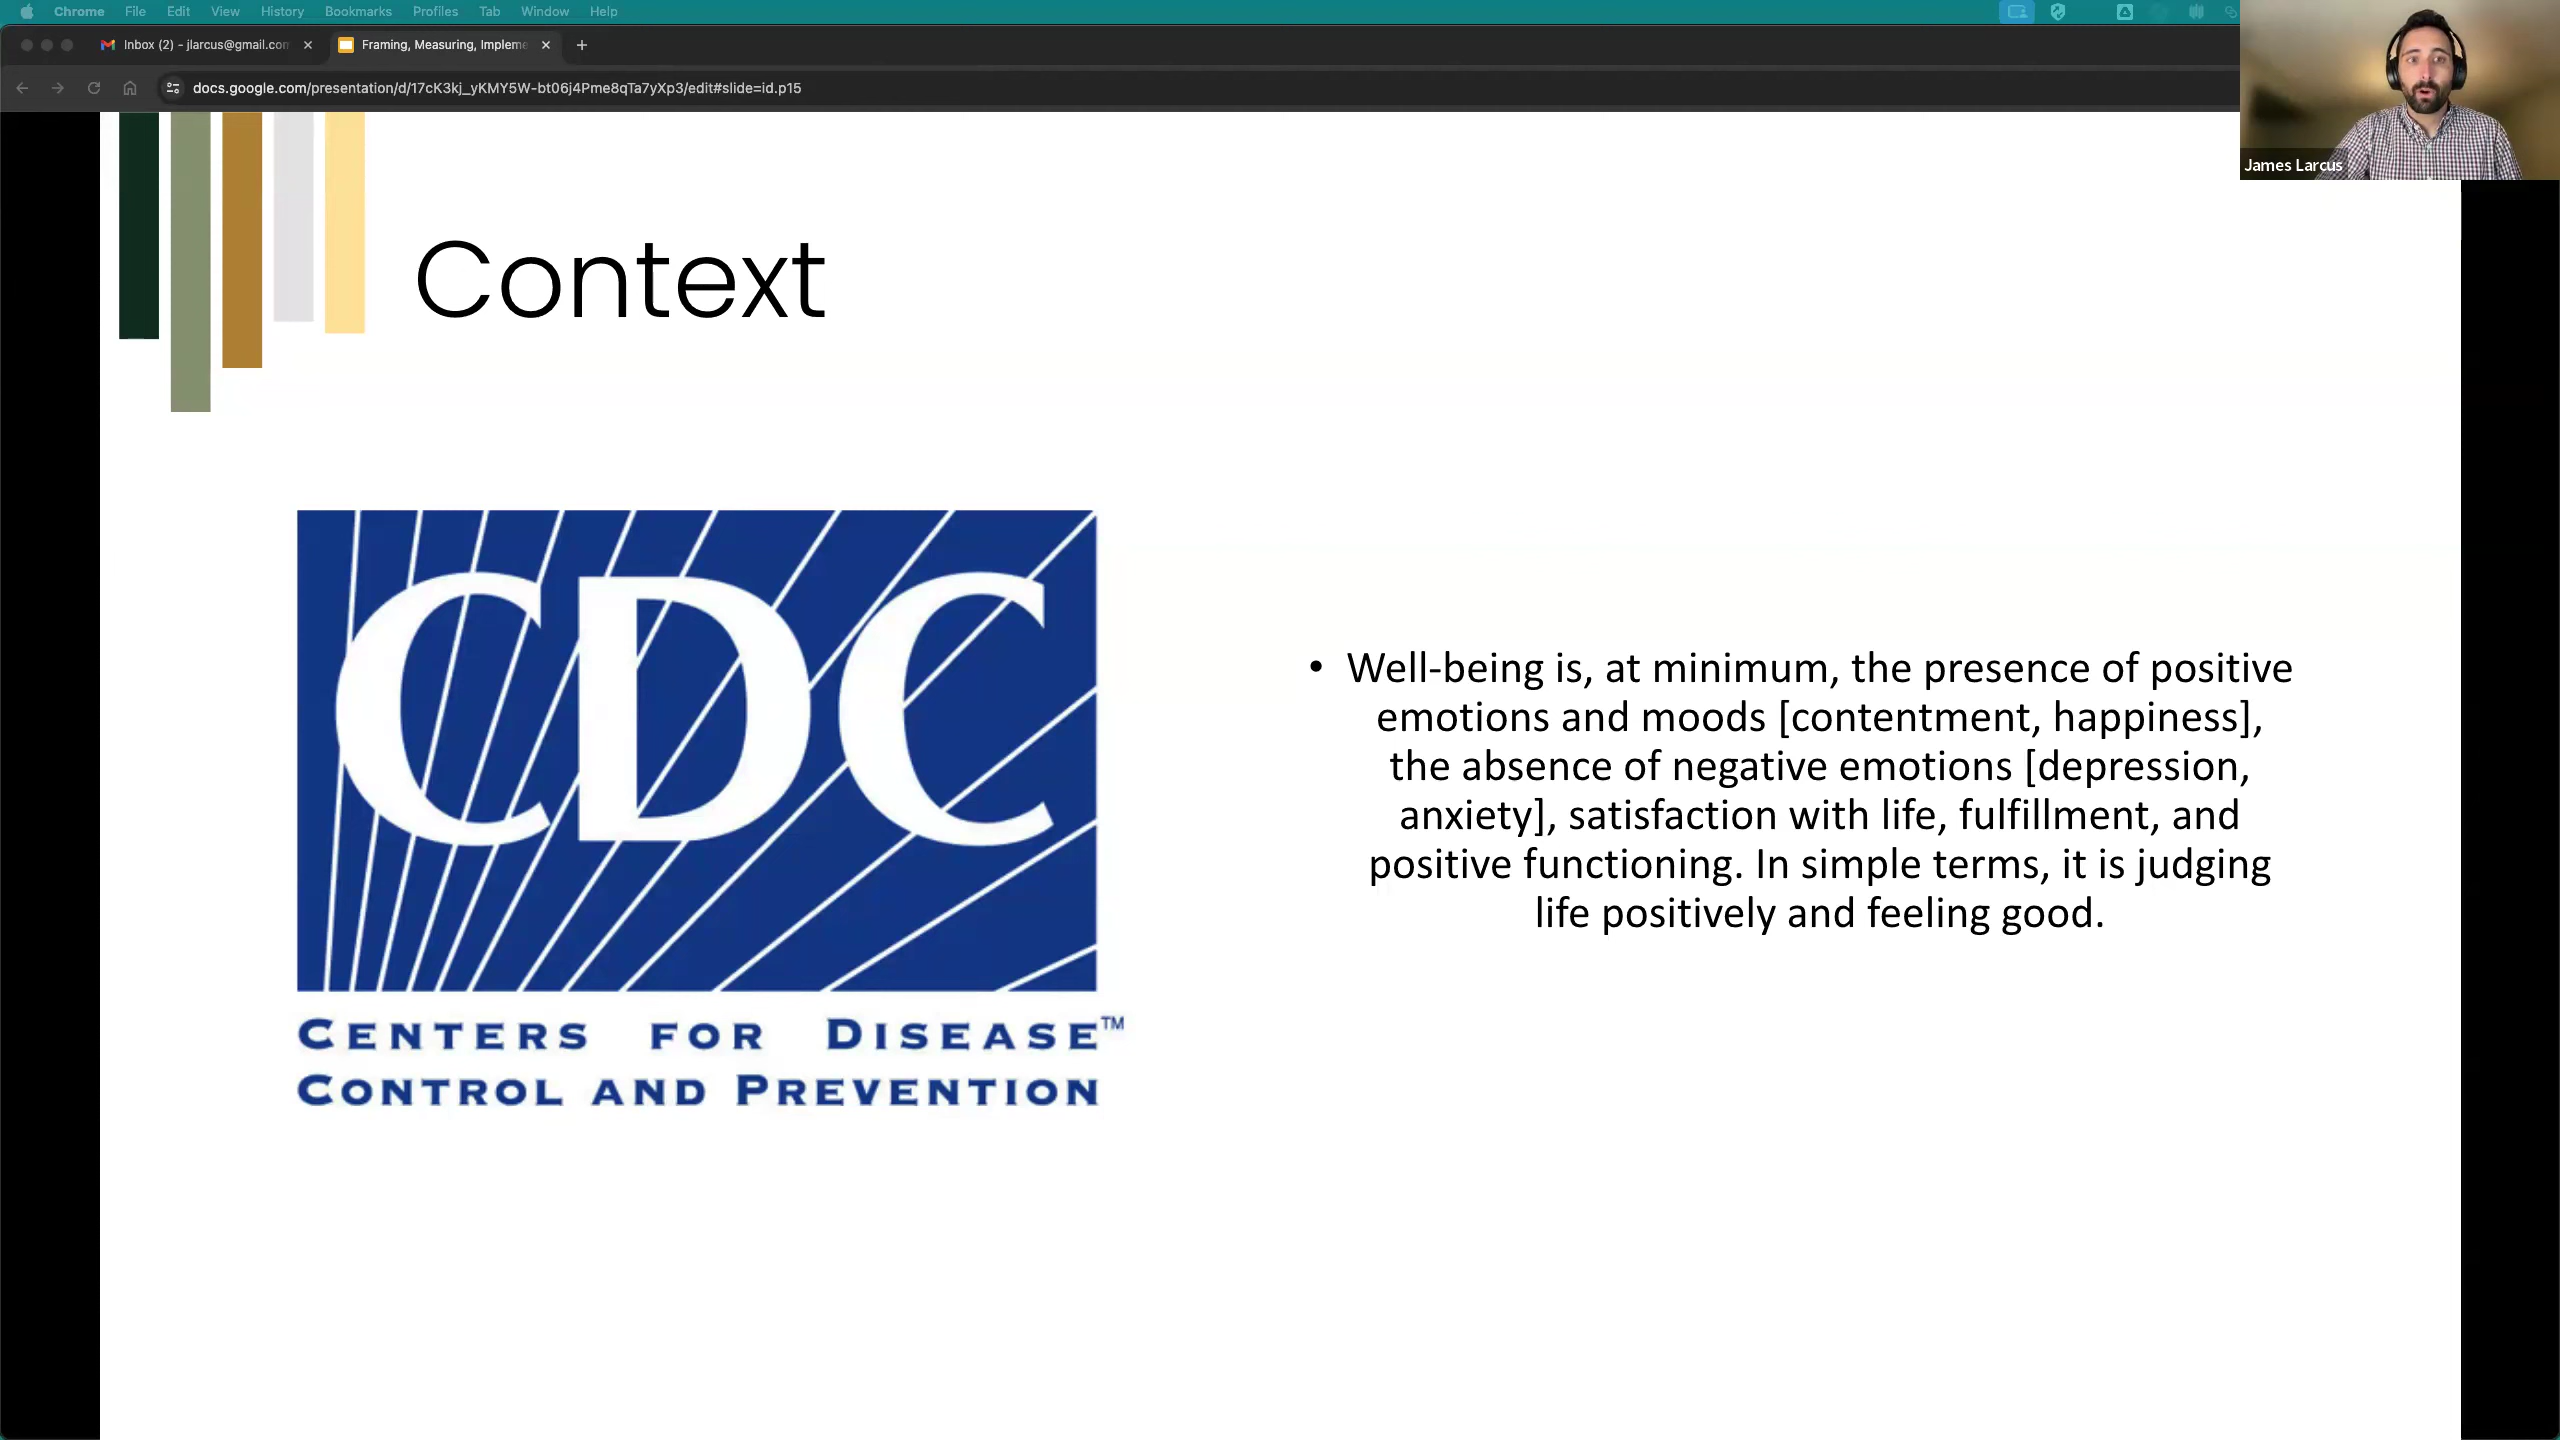 Chrome File Edit View History Bookmarks Profiles Tab Window Help
Inbox (2) - jlarcus@gmail.con
Framing, Measuring, Impleme
docs.google.com/presentation/d/17cK3kj_yKMY5W-bt06j4Pme8qTa7yXp3/edit#slide=id.p15
James Larcus
Context
CDC
CENTERS FOR DISEASE™
CONTROL AND PREVENTION
• Well-being is, at minimum, the presence of positive
emotions and moods [contentment, happiness],
the absence of negative emotions [depression,
anxiety], satisfaction with life, fulfillment, and
positive functioning. In simple terms, it is judging
life positively and feeling good.